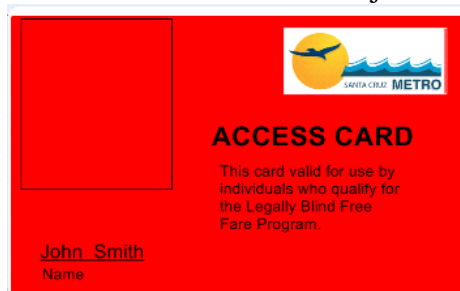 SANTA CRUZ METRO
ACCESS CARD
This card valid for use by
individuals who qualify for
the Legally Blind Free
Fare Program.
John Smith
Name